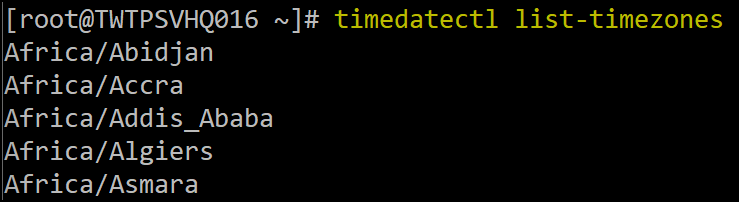 [root@TWTPSVHQ016 ~]# timedatectl list-timezones
Africa/Abidjan
Africa/Accra
Africa/Addis_Ababa
Africa/Algiers
Africa/Asmara